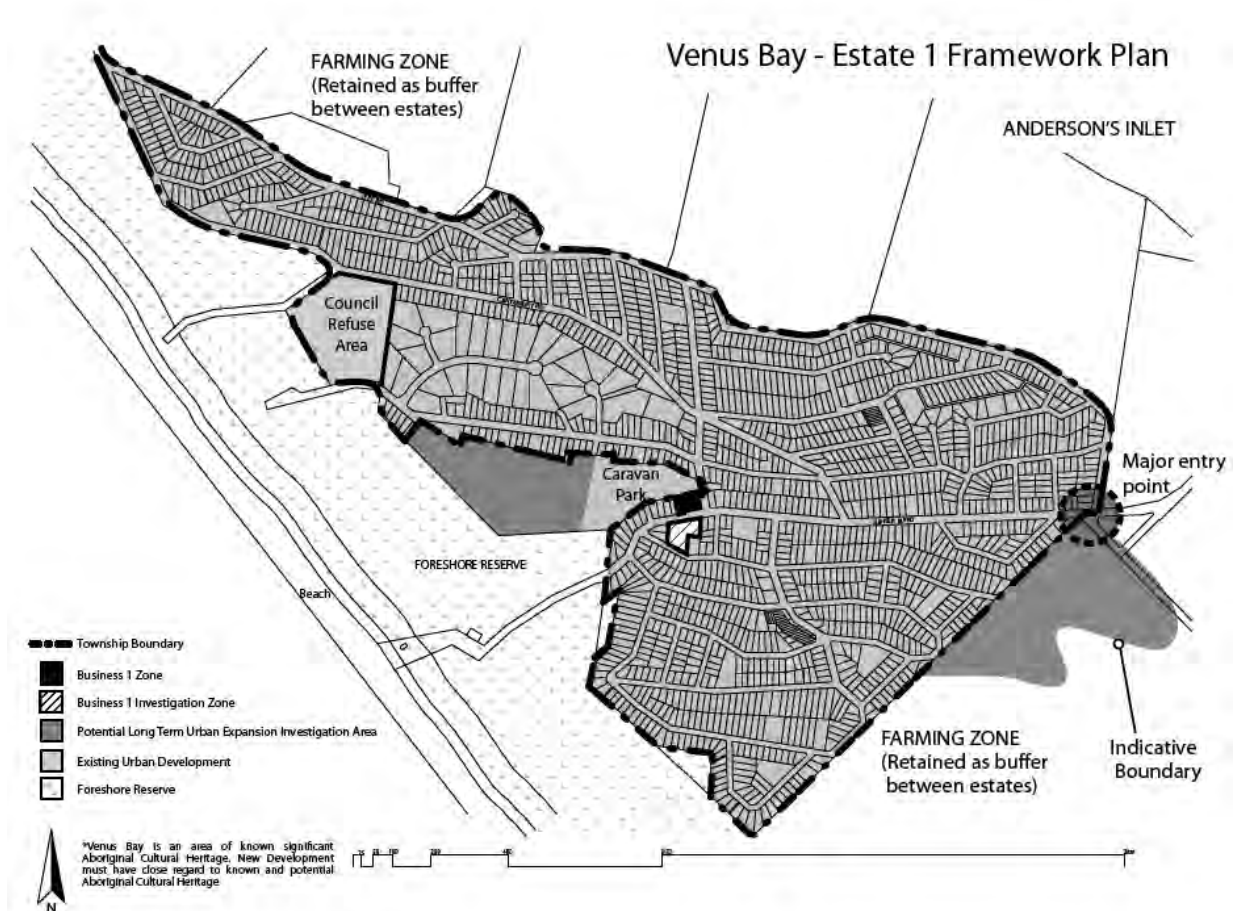 Venus Bay - Estate 1 Framework Plan
FARMING ZONE
(Retained as buffer
between estates)
ANDERSON'S INLET
Council
Refuse
Area
Caravan
Park
Major entry
point
FORESHORE RESERVE
Beach
FARMING ZONE
(Retained as buffer
between estates)
Indicative
Boundary
Township Boundary
Business 1 Zone
Business 1 Investigation Zone
Potential Long Term Urban Expansion Investigation Area
Existing Urban Development
Foreshore Reserve
*Venus Bay is an area of known significant
Aboriginal Cultural Heritage. New Development
must have close regard to known and potential
Aboriginal Cultural Heritage
N